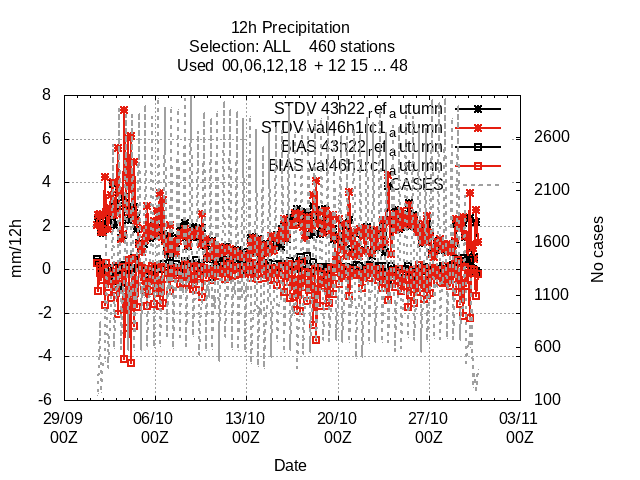 12h Precipitation
Selection: ALL 460 stations
Used 00,06,12,18 + 12 15 ... 48
8
6
4
2
0
-2
-4
-6
mm/12h
STDV 43h22_ref_autumn
STDV val46h1rc1_autumn
BIAS 43h22_ref_autumn
BIAS val46h1rc1_autumn
CASES
2600
2100
1600
1100
600
100
No cases
29/09 06/10 13/10 20/10 27/10 03/11
00Z 00Z 00Z 00Z 00Z 00Z
Date